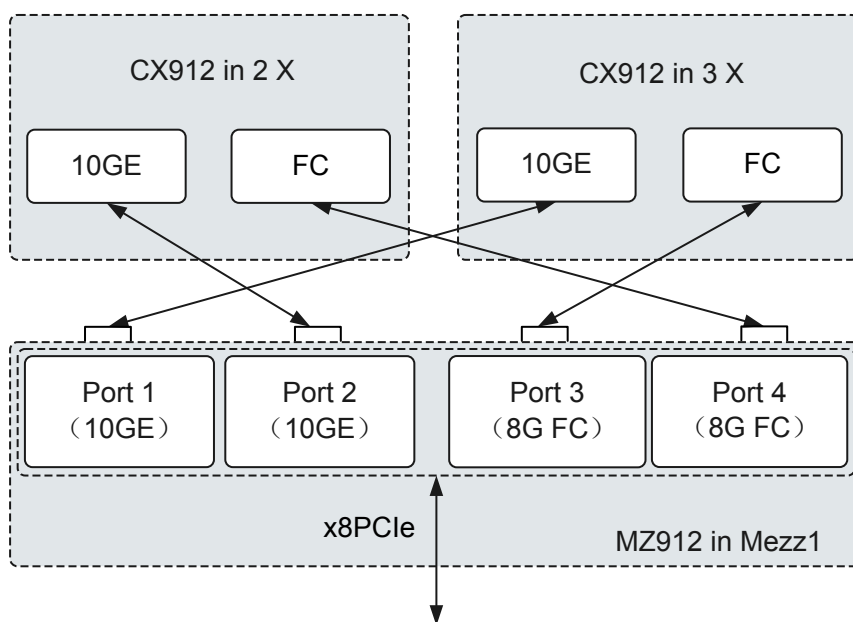 CX912 in 2 X
CX912 in 3 X
10GE
FC
10GE
FC
Port 1
（10GE）
Port 2
（10GE）
Port 3
（8G FC）
Port 4
（8G FC）
x8PCIe
MZ912 in Mezz1